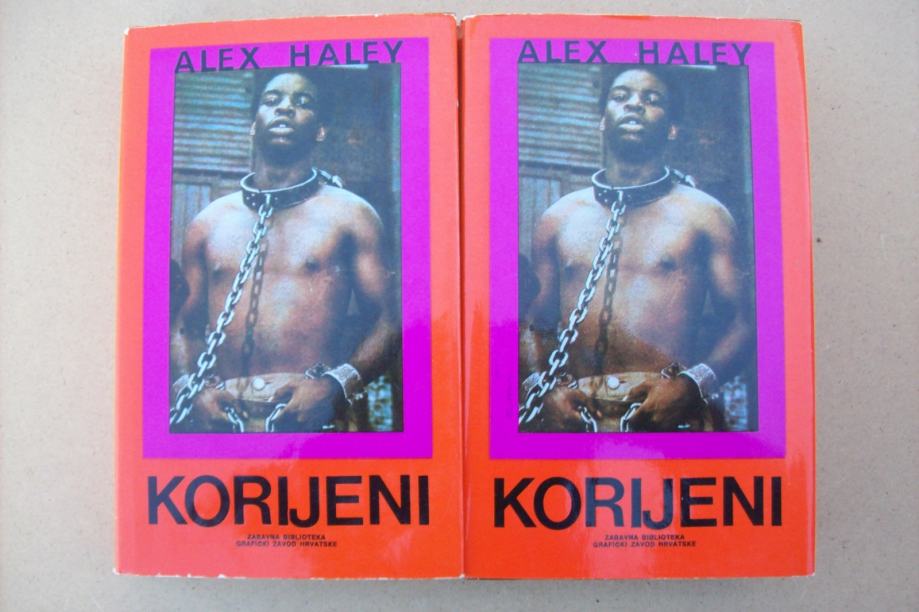 ALEX HALEY
KORIJENI
ZABAVNA BIBLIOTEKA
GRAFIČKI ZAVOD HRVATSKE
ALEX HALEY
KORIJENI
ZABAVNA BIBLIOTEKA
GRAFIČKI ZAVOD HRVATSKE